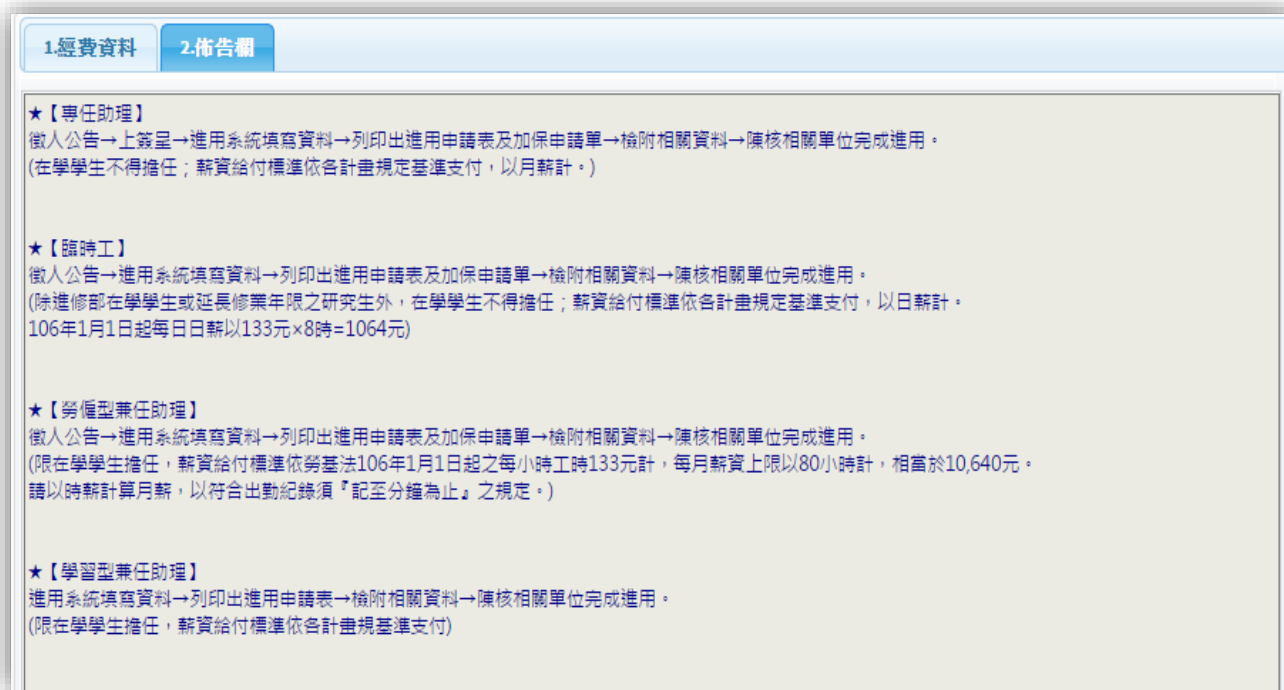 1.經費資料
2.佈告欄
★【專任助理】
徵人公告→上簽呈→進用系統填寫資料→列印出進用申請表及加保申請單→檢附相關資料→陳核相關單位完成進用。
(在學學生不得擔任；薪資給付標準依各計畫規定基準支付，以月薪計。)
★【臨時工】
徵人公告→進用系統填寫資料→列印出進用申請表及加保申請單→檢附相關資料→陳核相關單位完成進用。
(除進修部在學學生或延長修業年限之研究生外，在學學生不得擔任；薪資給付標準依各計畫規定基準支付，以日薪計。
106年1月1日起每日日薪以133元×8時=1064元)
★【勞僱型兼任助理】
徵人公告→進用系統填寫資料→列印出進用申請表及加保申請單→檢附相關資料→陳核相關單位完成進用。
(限在學學生擔任，薪資給付標準依勞基法106年1月1日起之每小時工時133元計，每月薪資上限以80小時計，相當於10,640元。
請以時薪計算月薪，以符合出勤紀錄須『記至分鐘為止』之規定。)
★【學習型兼任助理】
進用系統填寫資料→列印出進用申請表→檢附相關資料→陳核相關單位完成進用。
(限在學學生擔任，薪資給付標準依各計畫規基準支付)